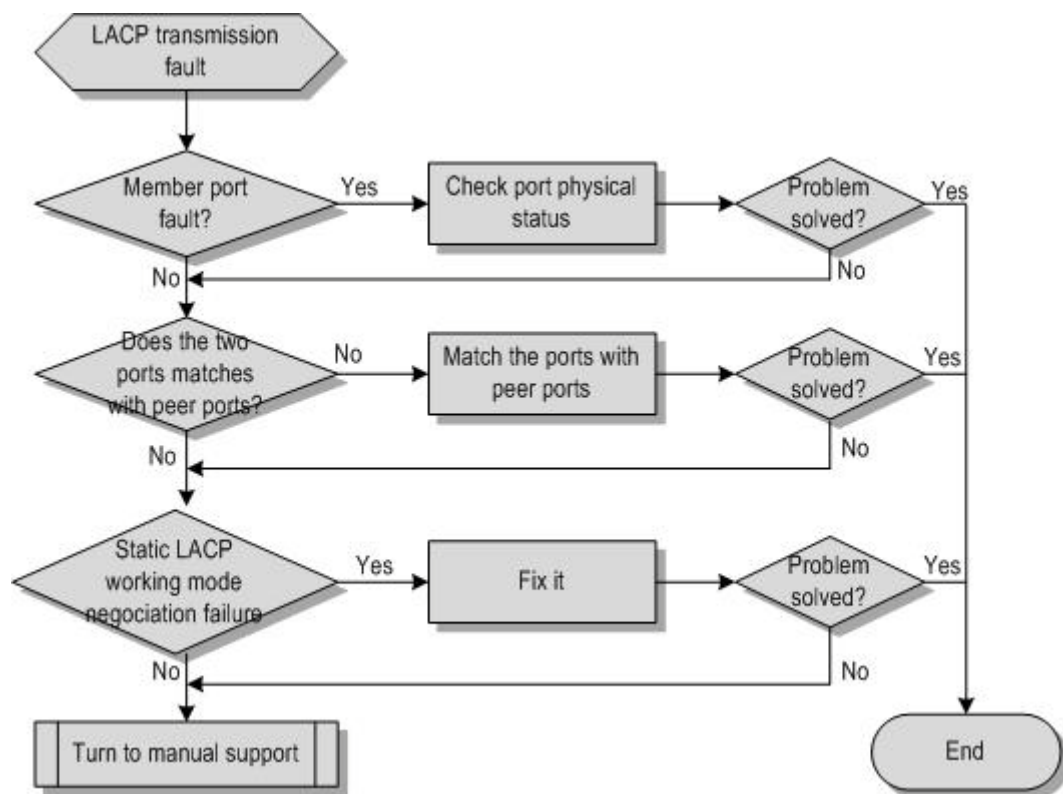 LACP transmission
fault
Member port
fault?
Yes
Check port physical
status
Problem
solved?
Yes
No
No
Does the two
ports matches
with peer ports?
No
Match the ports with
peer ports
Problem
solved?
Yes
No
No
Static LACP
working mode
negociation failure
Yes
Fix it
Problem
solved?
Yes
No
No
Turn to manual support
End